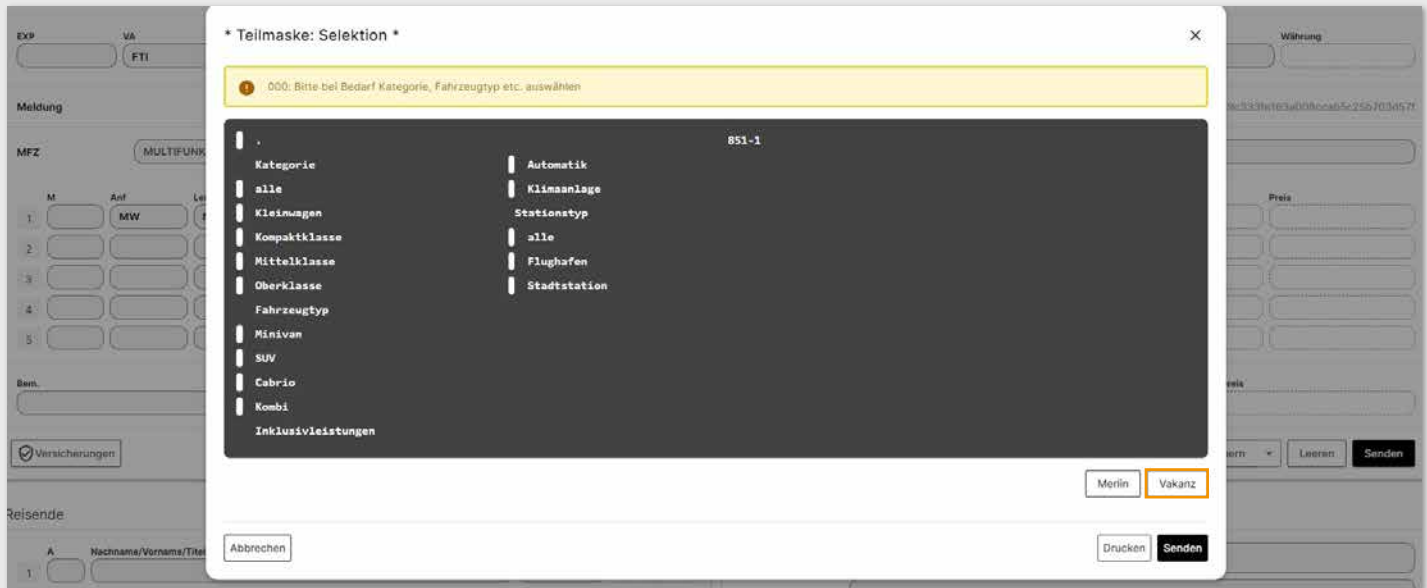 EXP VA Währung
FTI
* Teilmaske: Selektion * ×
000: Bitte bei Bedarf Kategorie, Fahrzeugtyp etc. auswählen
Meldung
MFZ MULTIFUNK
. 851-1
Kategorie Automatik
alle Klimaanlage
Kleinwagen Stationstyp
Kompaktklasse alle
Mittelklasse Flughafen
Oberklasse Stadtstation
Fahrzeugtyp
Minivan
SUV
Cabrio
Kombi
Inklusivleistungen
M Anf Preis
1 MW
2
3
4
5
Bem.
Versicherungen Leeren Senden
Merlin Vakanz
Reisende
Abbrechen Drucken Senden
A Nachname/Vorname/Titel
1